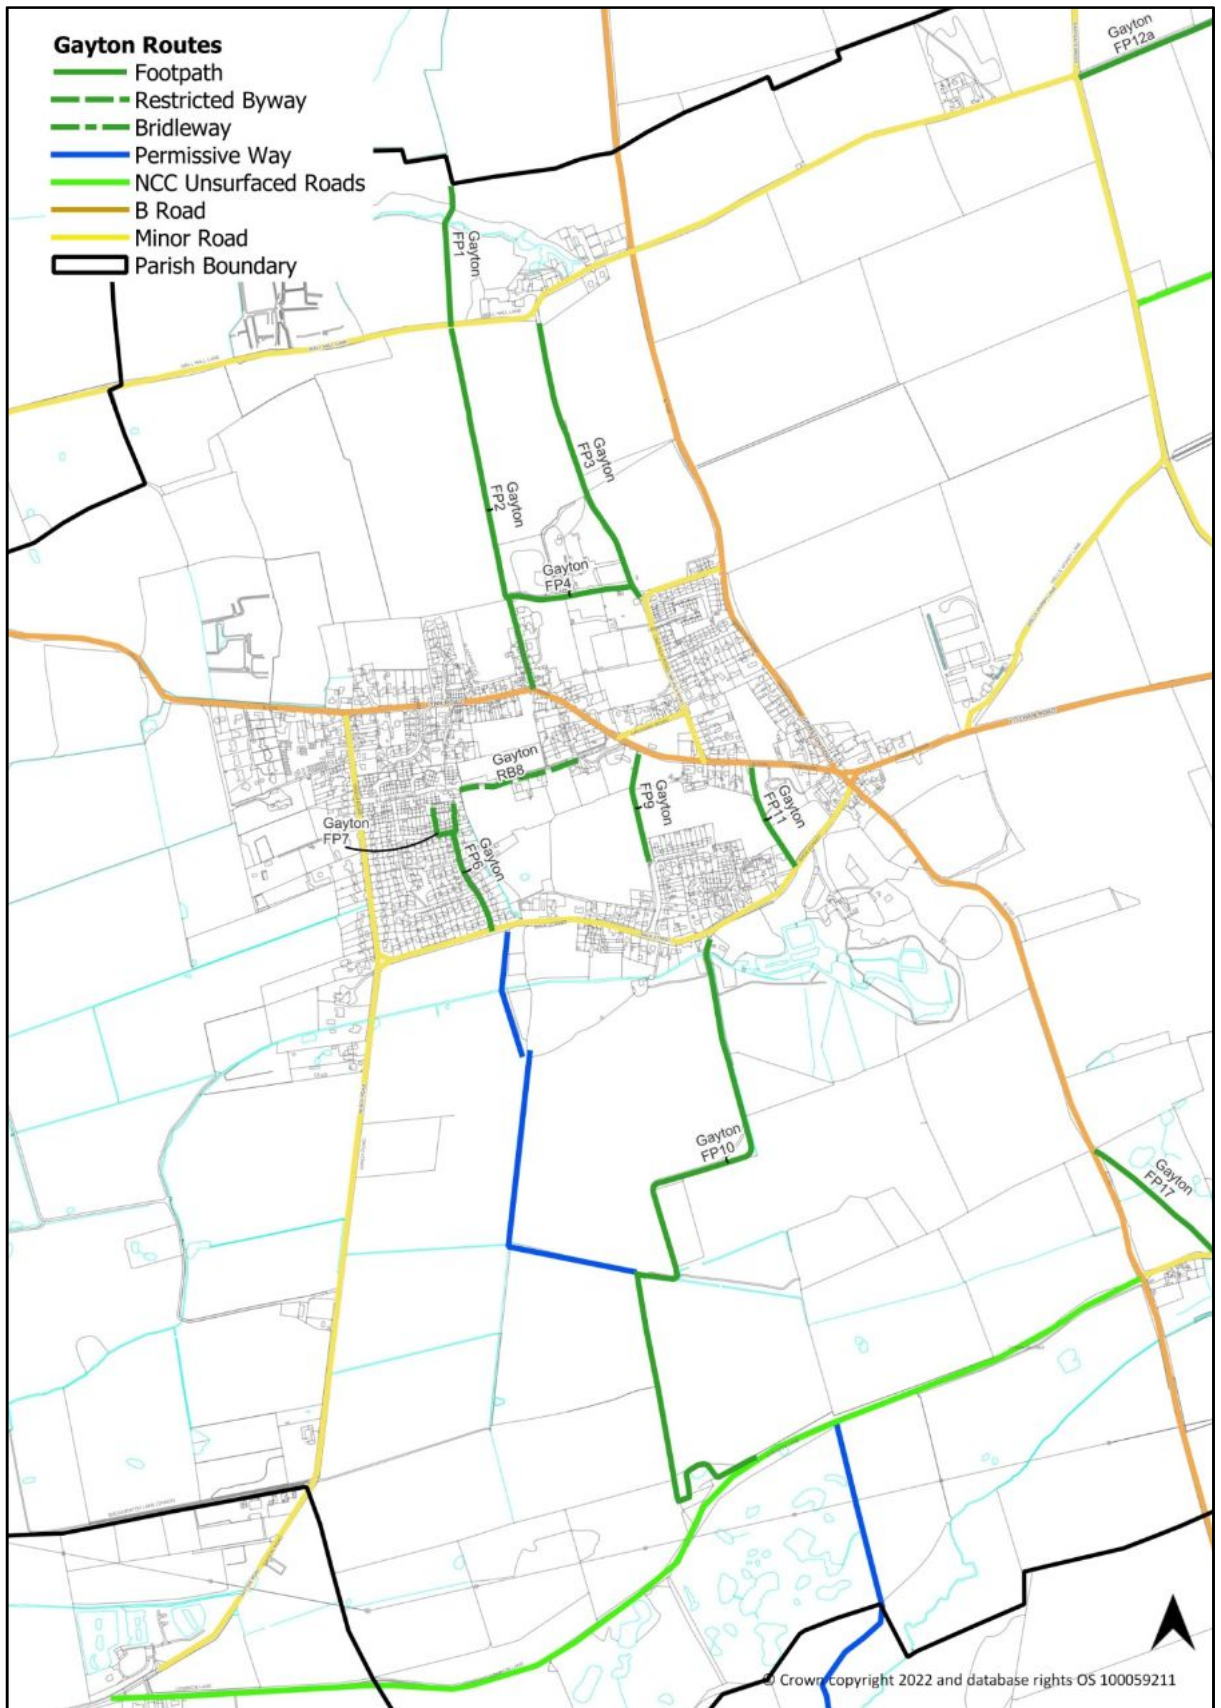 Gayton Routes
Footpath
Restricted Byway
Bridleway
Permissive Way
NCC Unsurfaced Roads
B Road
Minor Road
Parish Boundary
Gayton
FP12a
Gayton
FP1
Gayton
FP3
Gayton
FP2
Gayton
FP4
Gayton
RB8
Gayton
FP9
Gayton
FP11
Gayton
FP7
Gayton
FP6
Gayton
FP10
Gayton
FP17
© Crown copyright 2022 and database rights OS 100059211